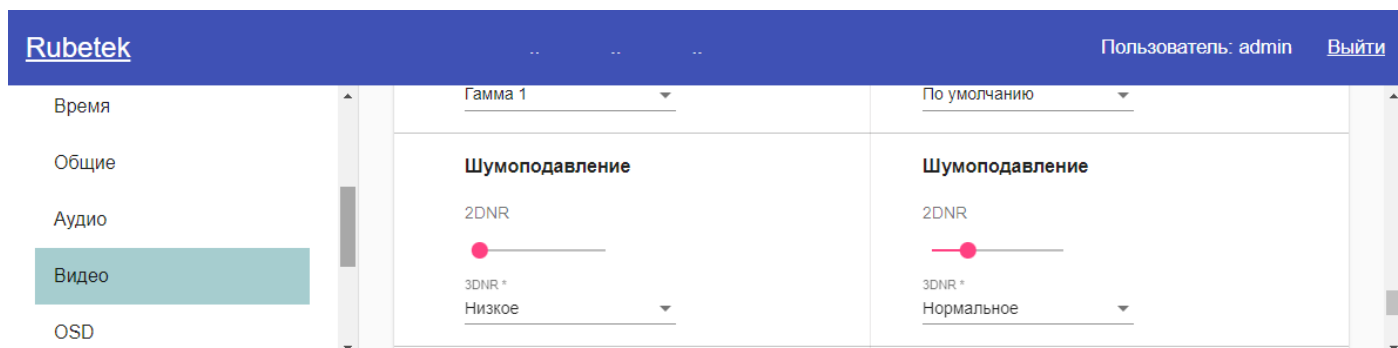 Rubetek
.. .. ..
Пользователь: admin
Выйти
Время
Общие
Аудио
Видео
OSD
Гамма 1
По умолчанию
Шумоподавление
Шумоподавление
2DNR
2DNR
3DNR *
3DNR *
Низкое
Нормальное